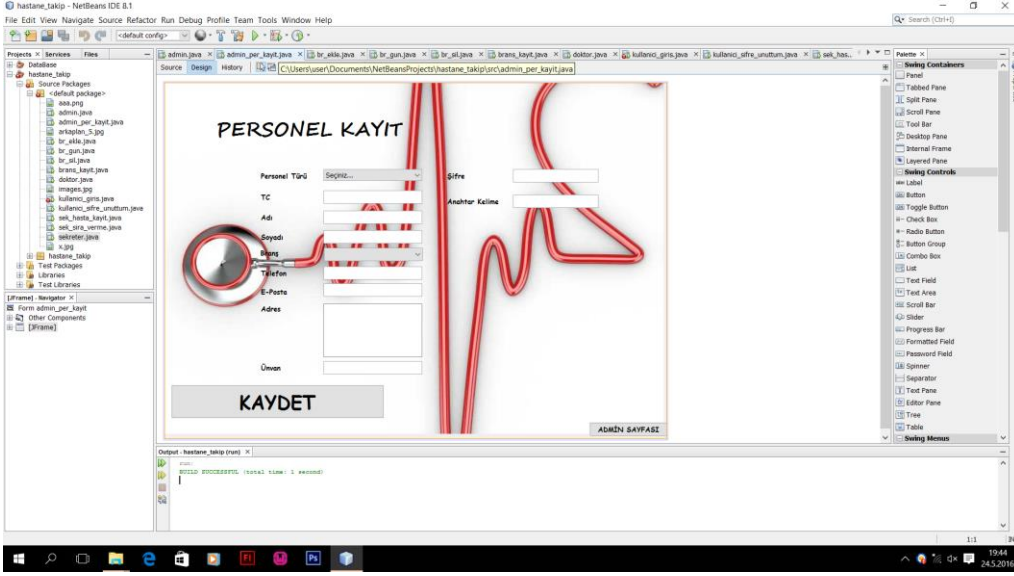 hastane_takip - NetBeans IDE 8.1
File Edit View Navigate Source Refactor Run Debug Profile Team Tools Window Help
Search (Ctrl+I)
<default config>
Projects Services Files
admin.java admin_per_kayit.java br_ekle.java br_gun.java br_sil.java brans_kayit.java doktor.java kullanici_giris.java kullanici_sifre_unuttum.java sek_has...
Source Design History
C:\Users\user\Documents\NetBeansProjects\hastane_takip\src\admin_per_kayit.java
DataBase
hastane_takip
Source Packages
<default package>
aaa.png
admin.java
admin_per_kayit.java
arkaplan_5.jpg
br_ekle.java
br_gun.java
br_sil.java
brans_kayit.java
doktor.java
images.jpg
kullanici_giris.java
kullanici_sifre_unuttum.java
sek_hasta_kayit.java
sek_sira_verme.java
sekreter.java
x.jpg
hastane_takip
Test Packages
Libraries
Test Libraries
[JFrame] - Navigator
Form admin_per_kayit
Other Components
[JFrame]
PERSONEL KAYIT
Personel Türü Seçiniz...
TC
Adı
Soyadı
Branş
Telefon
E-Posta
Adres
Ünvan
Şifre
Anahtar Kelime
KAYDET
ADMİN SAYFASI
Palette
Swing Containers
Panel
Tabbed Pane
Split Pane
Scroll Pane
Tool Bar
Desktop Pane
Internal Frame
Layered Pane
Swing Controls
label Label
Button
Toggle Button
Check Box
Radio Button
Button Group
Combo Box
List
Text Field
Text Area
Scroll Bar
Slider
Progress Bar
Formatted Field
Password Field
Spinner
Separator
Text Pane
Editor Pane
Tree
Table
Swing Menus
Output - hastane_takip (run)
run:
BUILD SUCCESSFUL (total time: 1 second)
1:1
Fl
Ps
19:44
24.5.2016